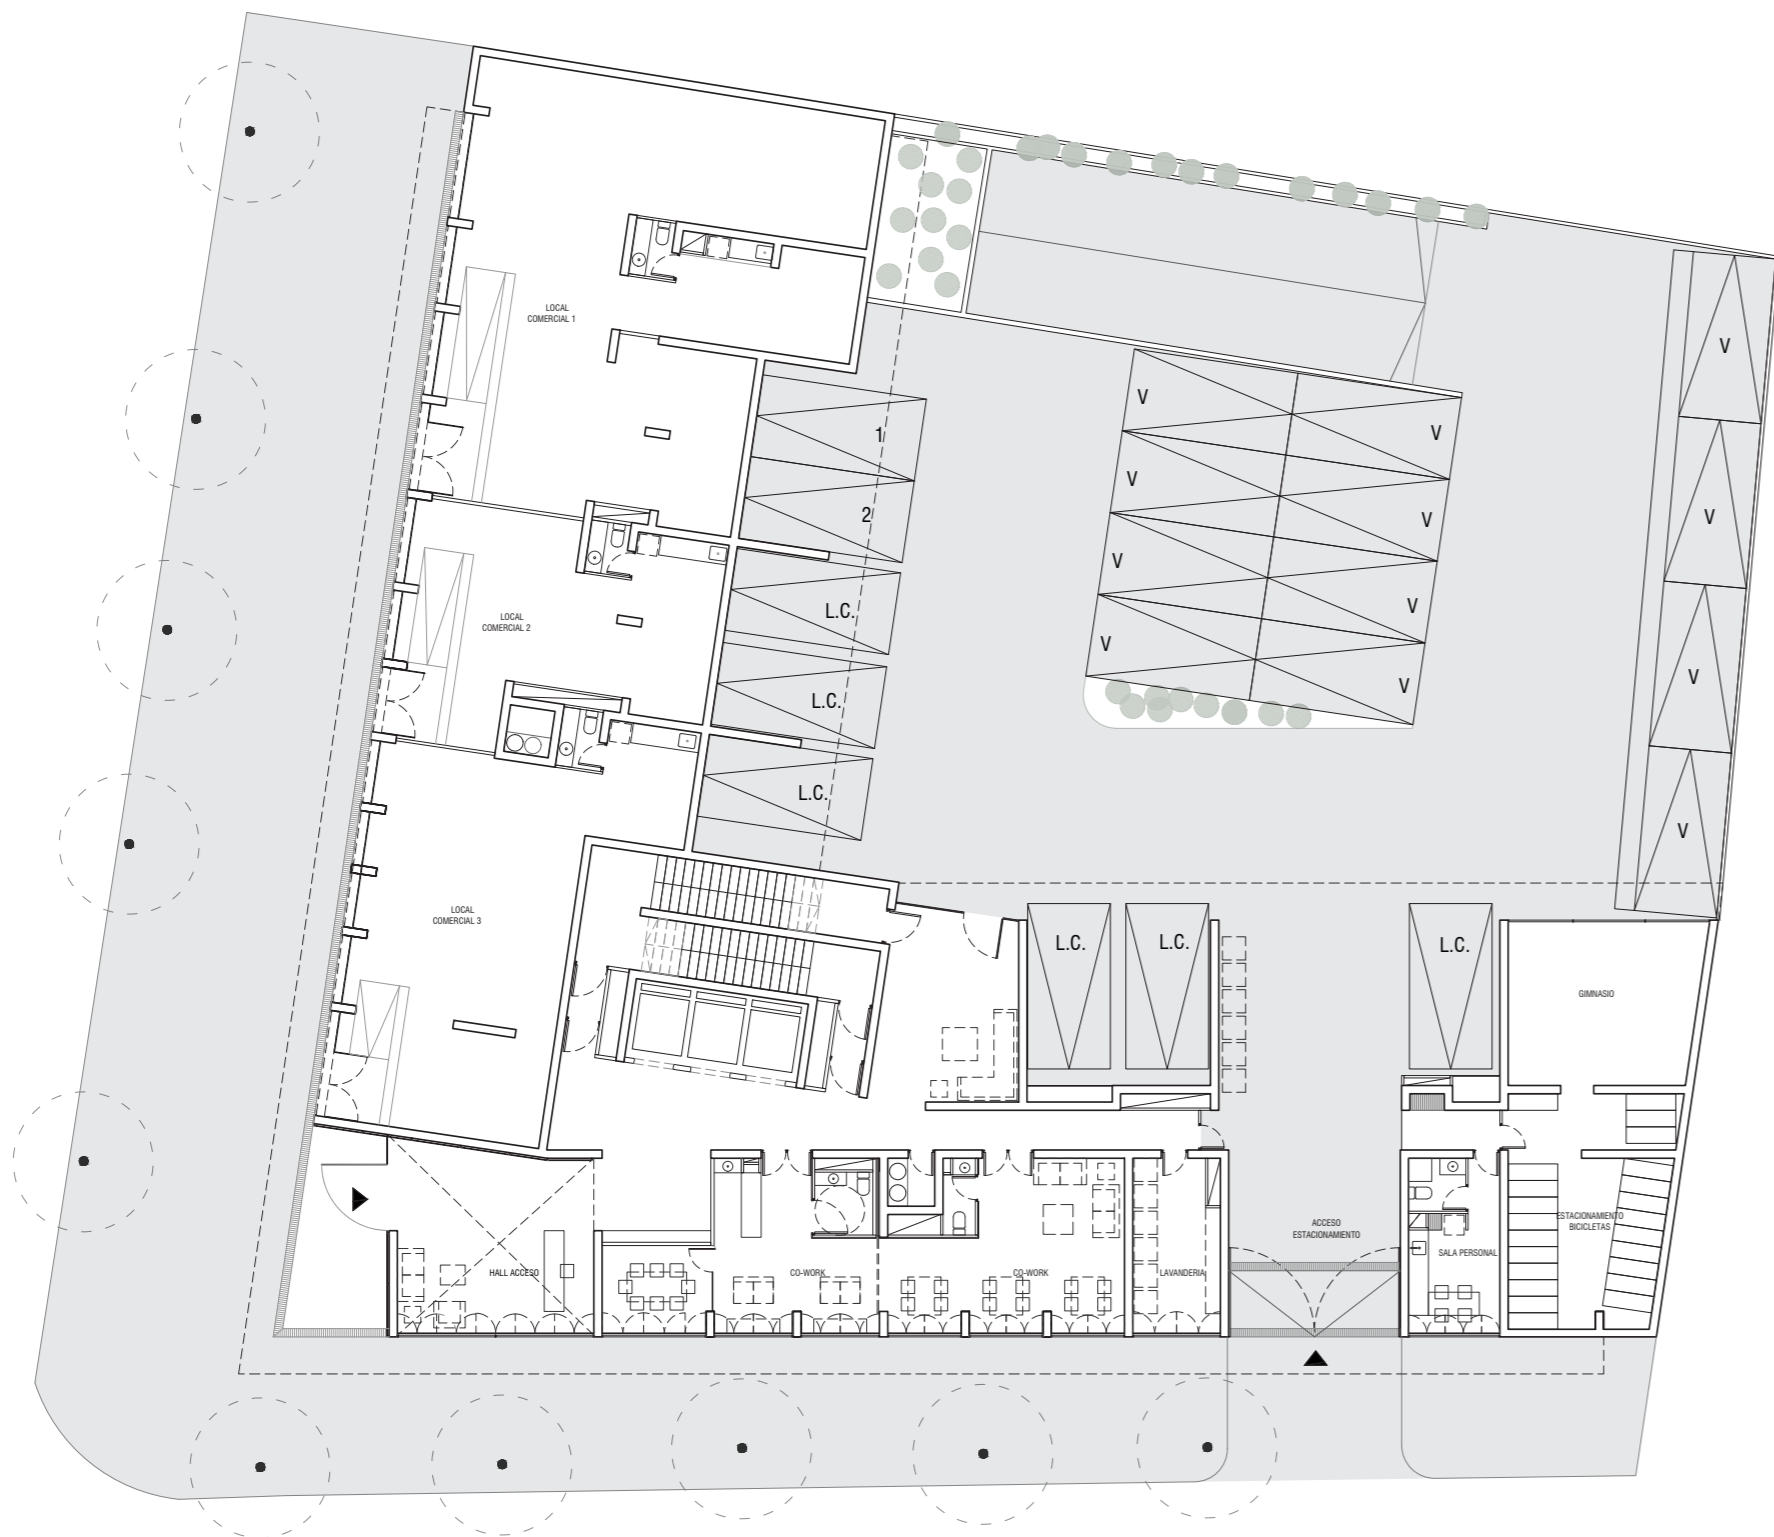 LOCAL
COMERCIAL 1
V
V
V
1
V
2
V
V
V
V
L.C.
LOCAL
COMERCIAL 2
V
V
V
L.C.
V
L.C.
V
LOCAL
COMERCIAL 3
L.C.
L.C.
L.C.
GIMNASIO
ACCESO
ESTACIONAMIENTO
ESTACIONAMIENTO
BICICLETAS
SALA PERSONAL
HALL ACCESO
CO-WORK
CO-WORK
LAVANDERIA